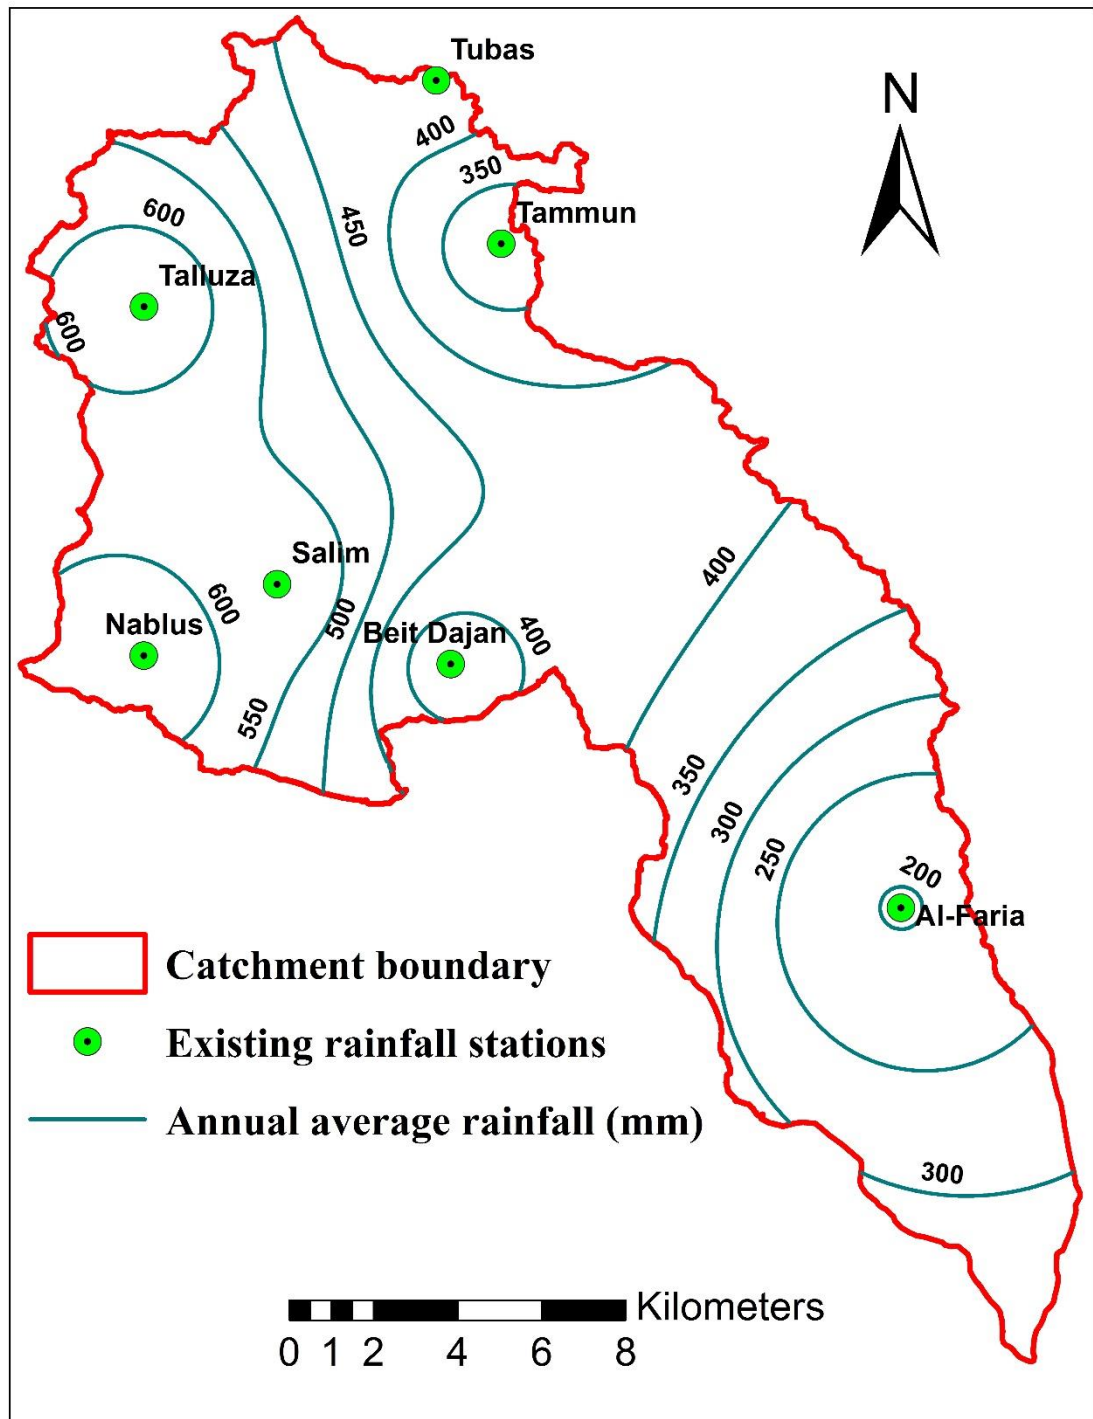 Tubas
N
400
350
Tammun
600
450
Talluza
600
400
Salim
600
500
Nablus
Beit Dajan
400
550
350
300
250
200
Al-Faria
Catchment boundary
Existing rainfall stations
Annual average rainfall (mm)
300
Kilometers
0 1 2 4 6 8